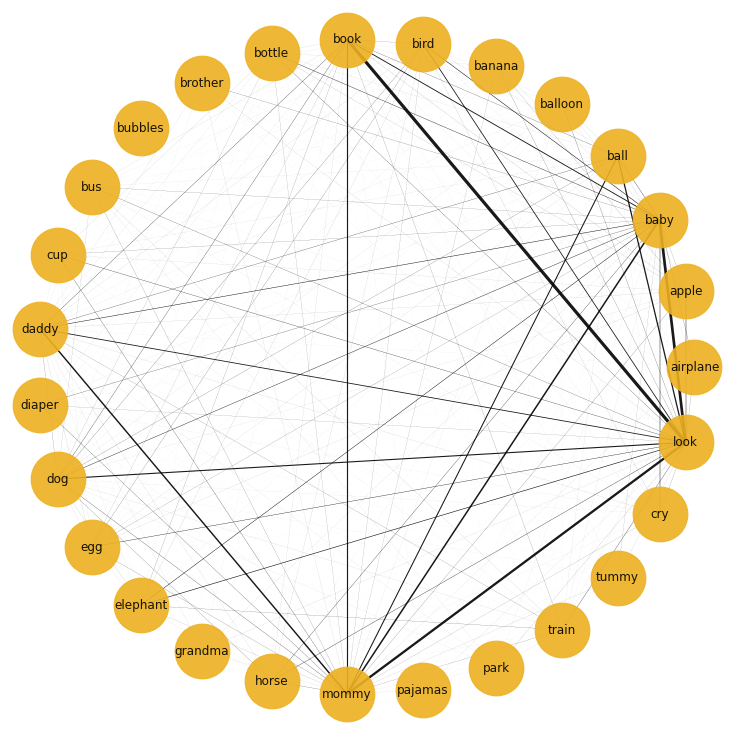 book
bird
bottle
banana
brother
balloon
bubbles
ball
bus
baby
cup
apple
daddy
airplane
diaper
look
dog
cry
egg
tummy
elephant
train
grandma
park
horse
pajamas
mommy